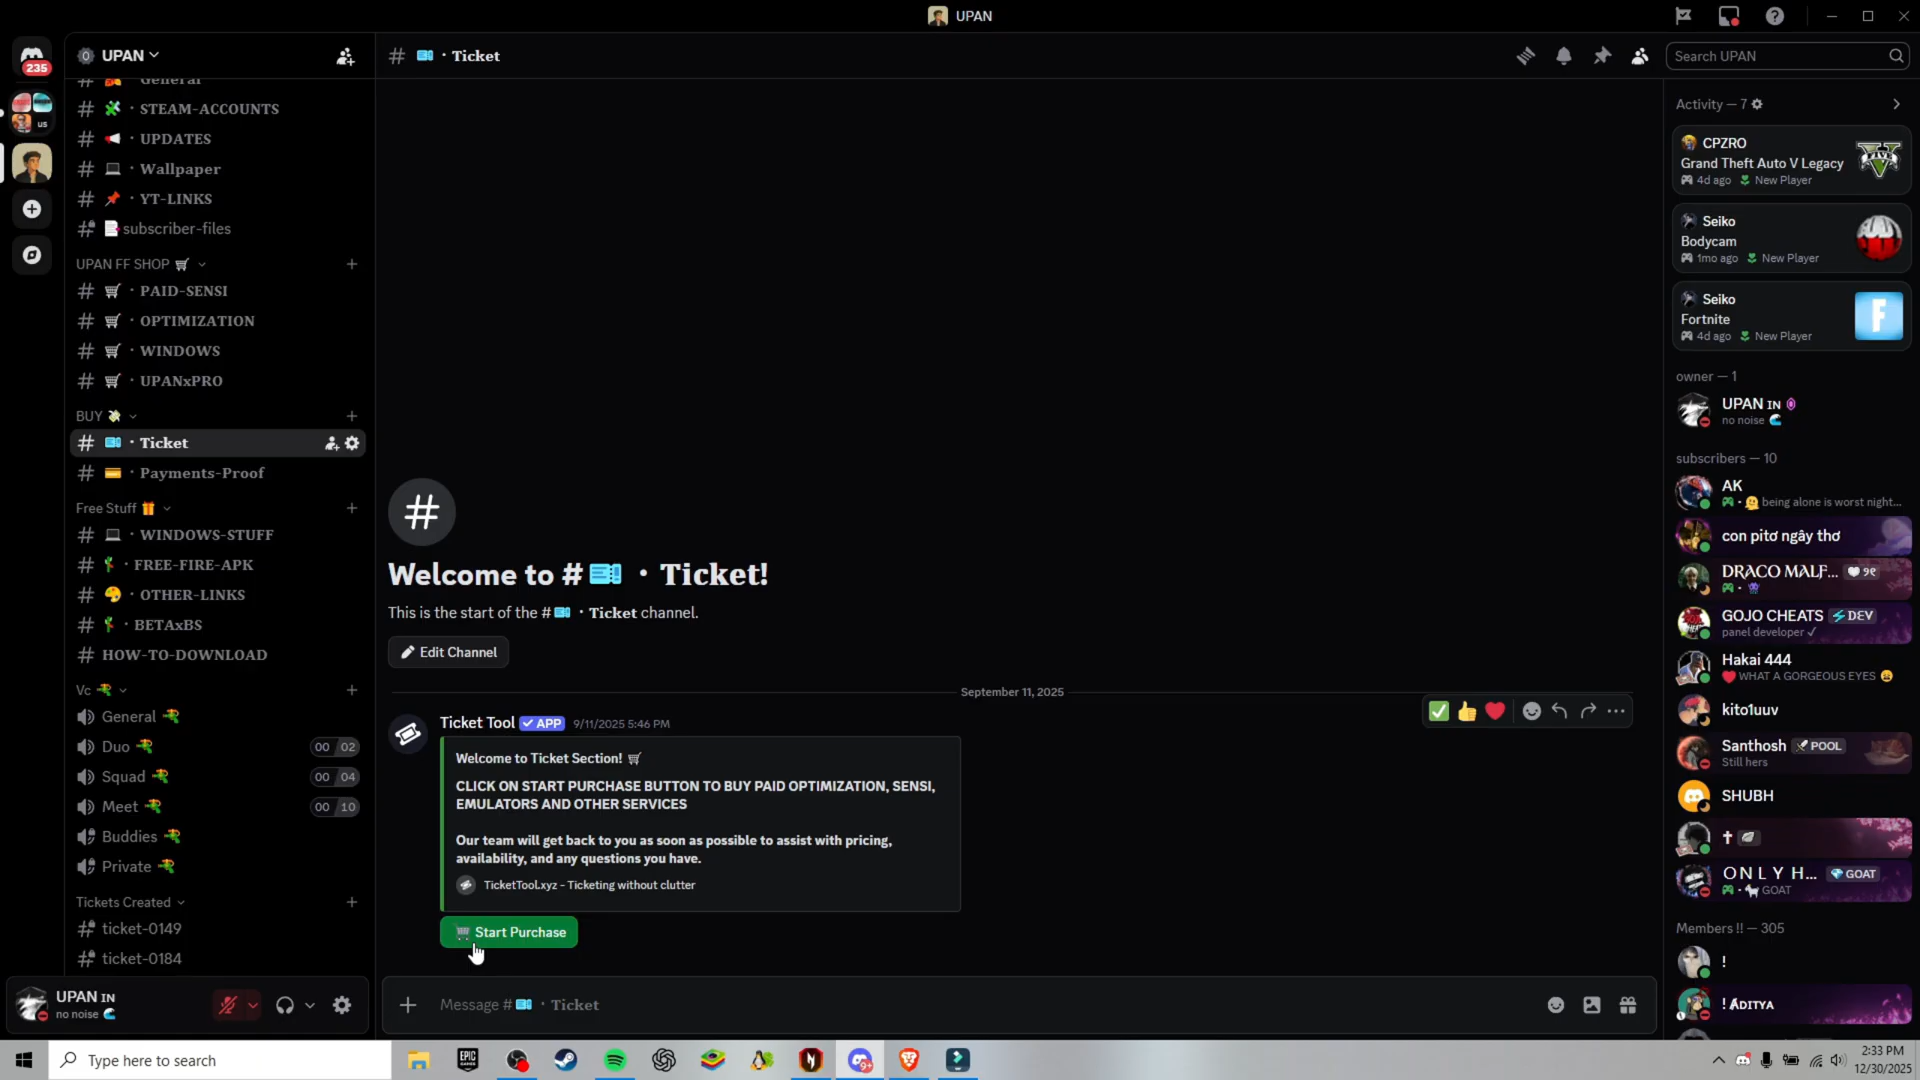 UPAN
235
us
UPAN
General
STEAM-ACCOUNTS
UPDATES
Wallpaper
YT-LINKS
subscriber-files
UPAN FF SHOP
PAID-SENSI
OPTIMIZATION
WINDOWS
UPANxPRO
BUY
Ticket
Payments-Proof
Free Stuff
WINDOWS-STUFF
FREE-FIRE-APK
OTHER-LINKS
BETAxBS
HOW-TO-DOWNLOAD
Vc
General
Duo
00 02
Squad
00 04
Meet
00 10
Buddies
Private
Tickets Created
ticket-0149
ticket-0184
UPAN IN
no noise
# · Ticket
Welcome to # · Ticket!
This is the start of the # · Ticket channel.
Edit Channel
September 11, 2025
Ticket Tool ✓ APP 9/11/2025 5:46 PM
Welcome to Ticket Section!
CLICK ON START PURCHASE BUTTON TO BUY PAID OPTIMIZATION, SENSI,
EMULATORS AND OTHER SERVICES
Our team will get back to you as soon as possible to assist with pricing,
availability, and any questions you have.
TicketTool.xyz - Ticketing without clutter
Start Purchase
Message # · Ticket
Search UPAN
Activity — 7
CPZRO
Grand Theft Auto V Legacy
4d ago New Player
Seiko
Bodycam
1mo ago New Player
Seiko
Fortnite
4d ago New Player
owner — 1
UPAN IN
no noise
subscribers — 10
AK
being alone is worst night...
con pitơ ngây thơ
DRACO MALF...
GOJO CHEATS DEV
panel developer ✓
Hakai 444
WHAT A GORGEOUS EYES
kito1uuv
Santhosh POOL
Still hers
SHUBH
✝
O N L Y H... GOAT
GOAT
Members !! — 305
!
! ADITYA
Type here to search
EPIC GAMES
9+
2:33 PM
12/30/2025